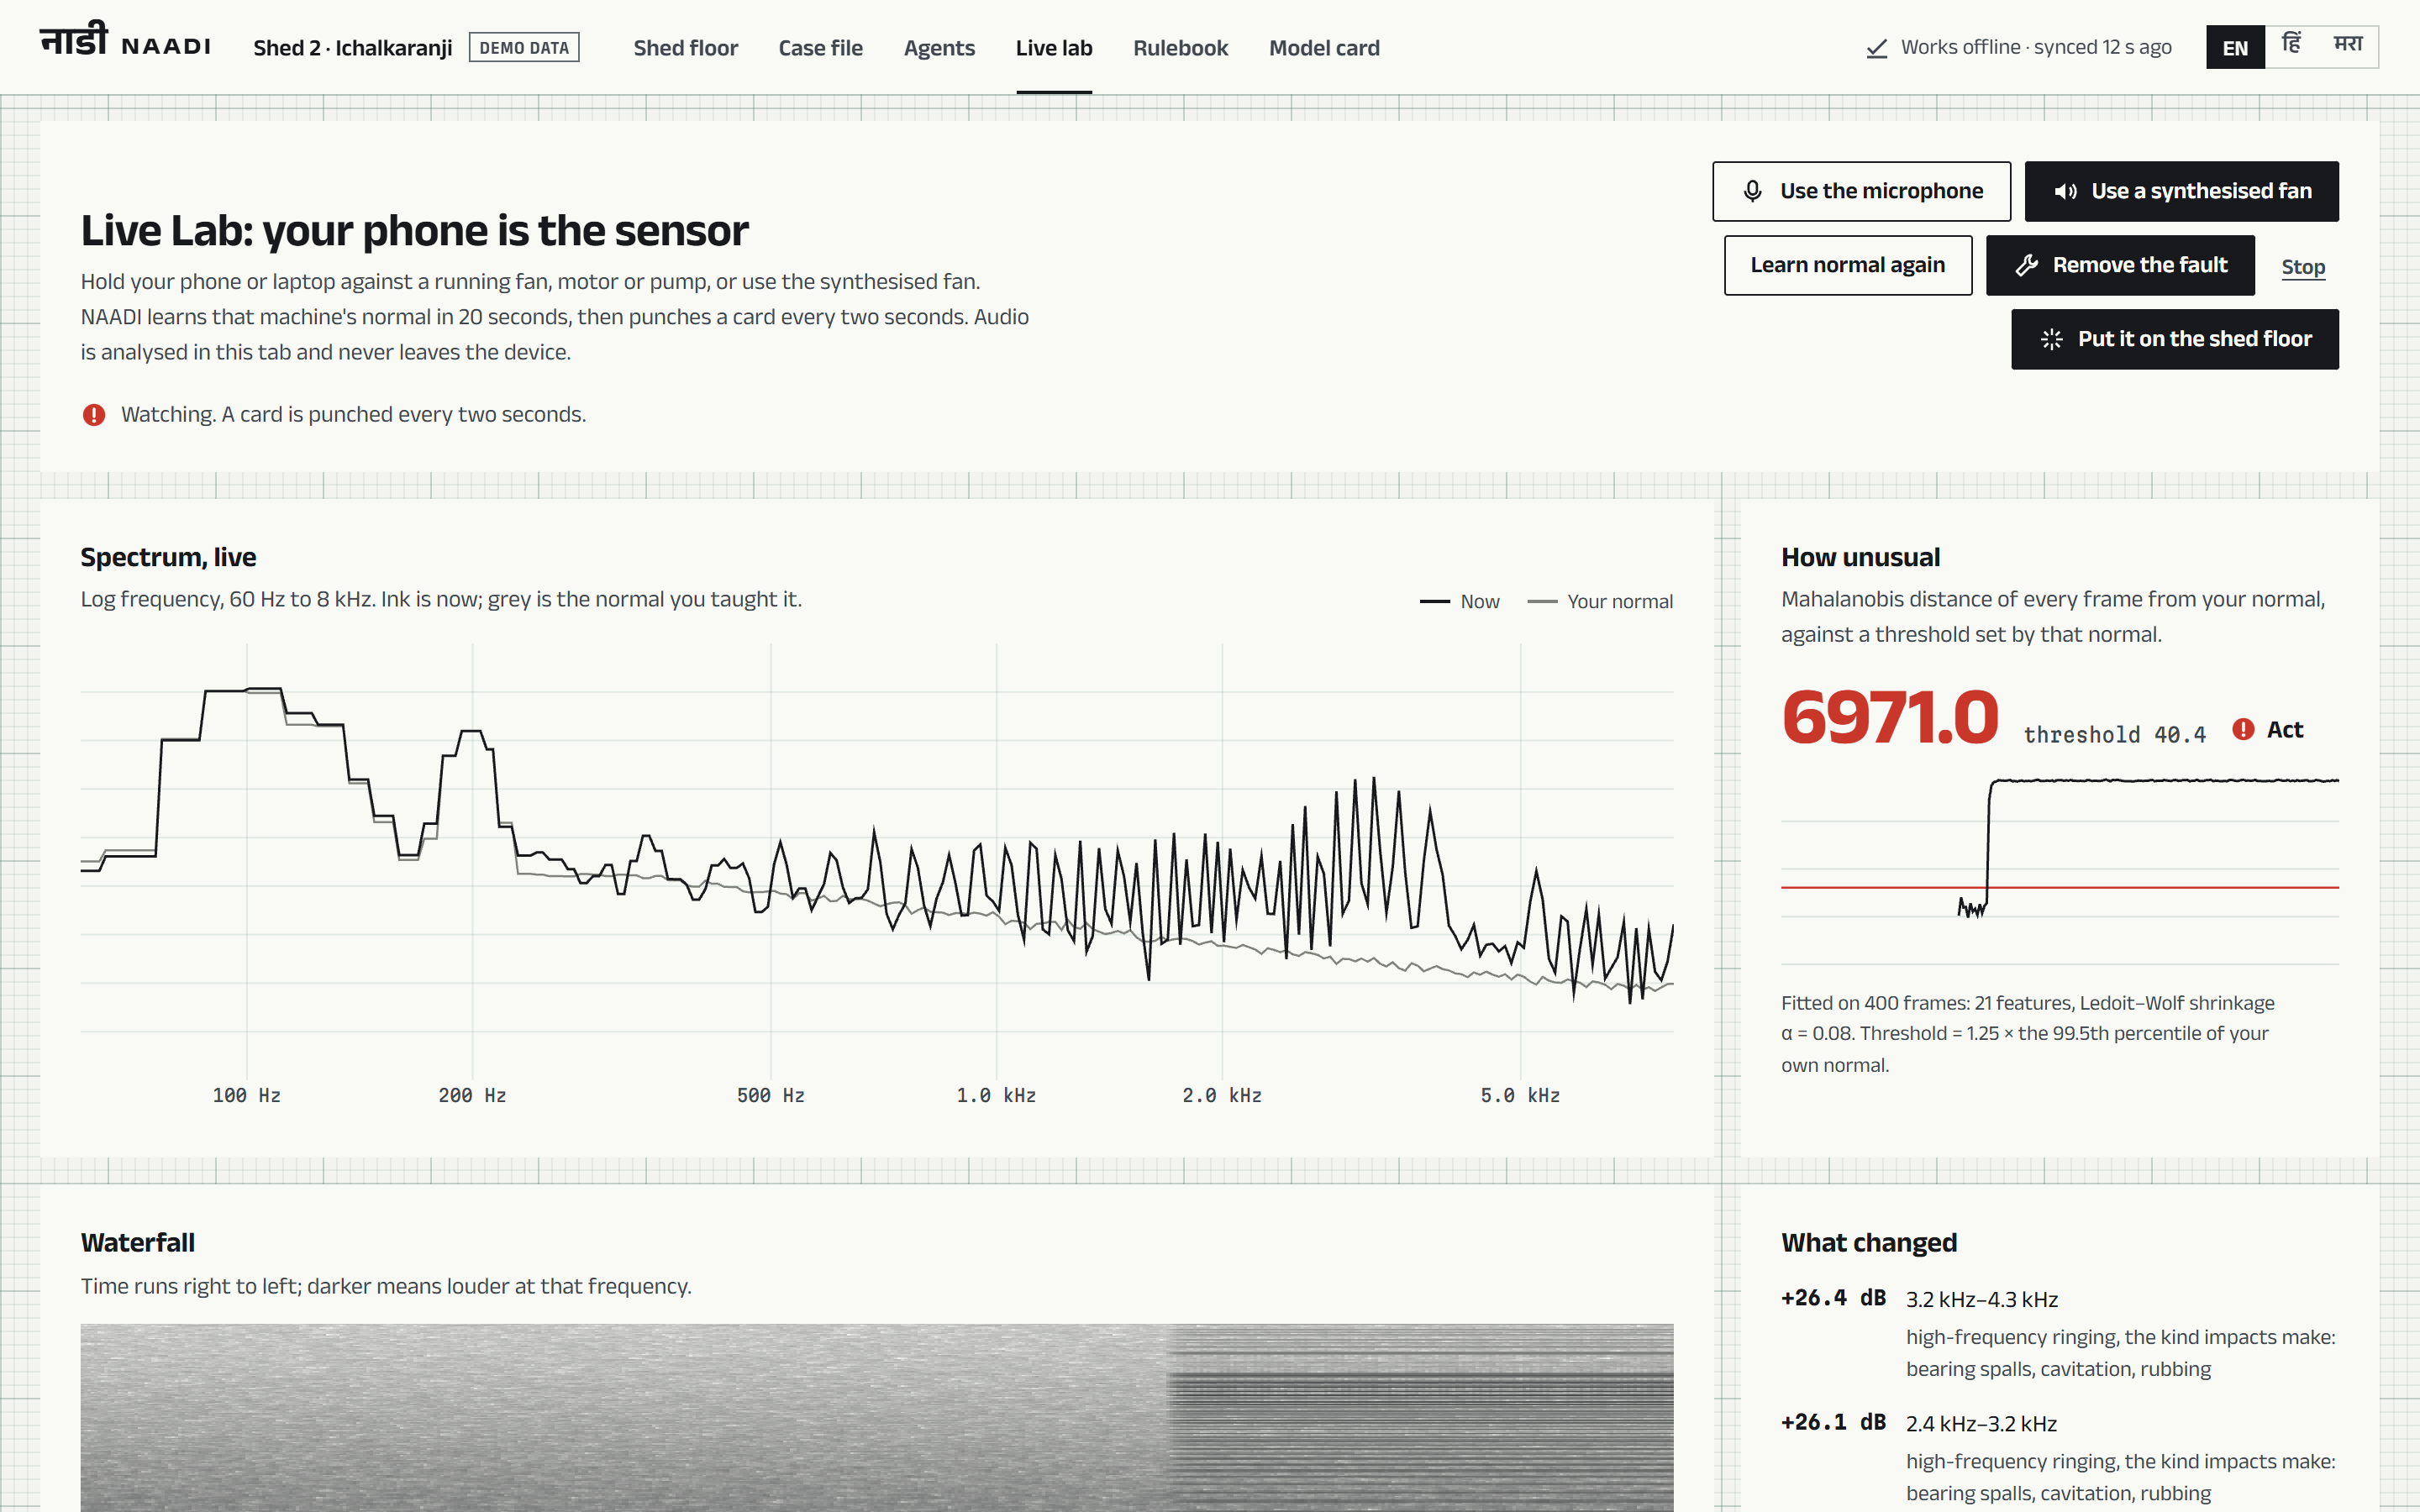 नाडी NAADI
Shed 2 · Ichalkaranji
DEMO DATA
Shed floor
Case file
Agents
Live lab
Rulebook
Model card
Works offline · synced 12 s ago
EN
हिं
मरा
Live Lab: your phone is the sensor
Hold your phone or laptop against a running fan, motor or pump, or use the synthesised fan.
NAADI learns that machine's normal in 20 seconds, then punches a card every two seconds. Audio
is analysed in this tab and never leaves the device.
Watching. A card is punched every two seconds.
Use the microphone
Use a synthesised fan
Learn normal again
Remove the fault
Stop
Put it on the shed floor
Spectrum, live
Log frequency, 60 Hz to 8 kHz. Ink is now; grey is the normal you taught it.
Now
Your normal
100 Hz
200 Hz
500 Hz
1.0 kHz
2.0 kHz
5.0 kHz
How unusual
Mahalanobis distance of every frame from your normal,
against a threshold set by that normal.
6971.0
threshold 40.4
Act
Fitted on 400 frames: 21 features, Ledoit–Wolf shrinkage
α = 0.08. Threshold = 1.25 × the 99.5th percentile of your
own normal.
Waterfall
Time runs right to left; darker means louder at that frequency.
What changed
+26.4 dB
3.2 kHz–4.3 kHz
high-frequency ringing, the kind impacts make:
bearing spalls, cavitation, rubbing
+26.1 dB
2.4 kHz–3.2 kHz
high-frequency ringing, the kind impacts make:
bearing spalls, cavitation, rubbing